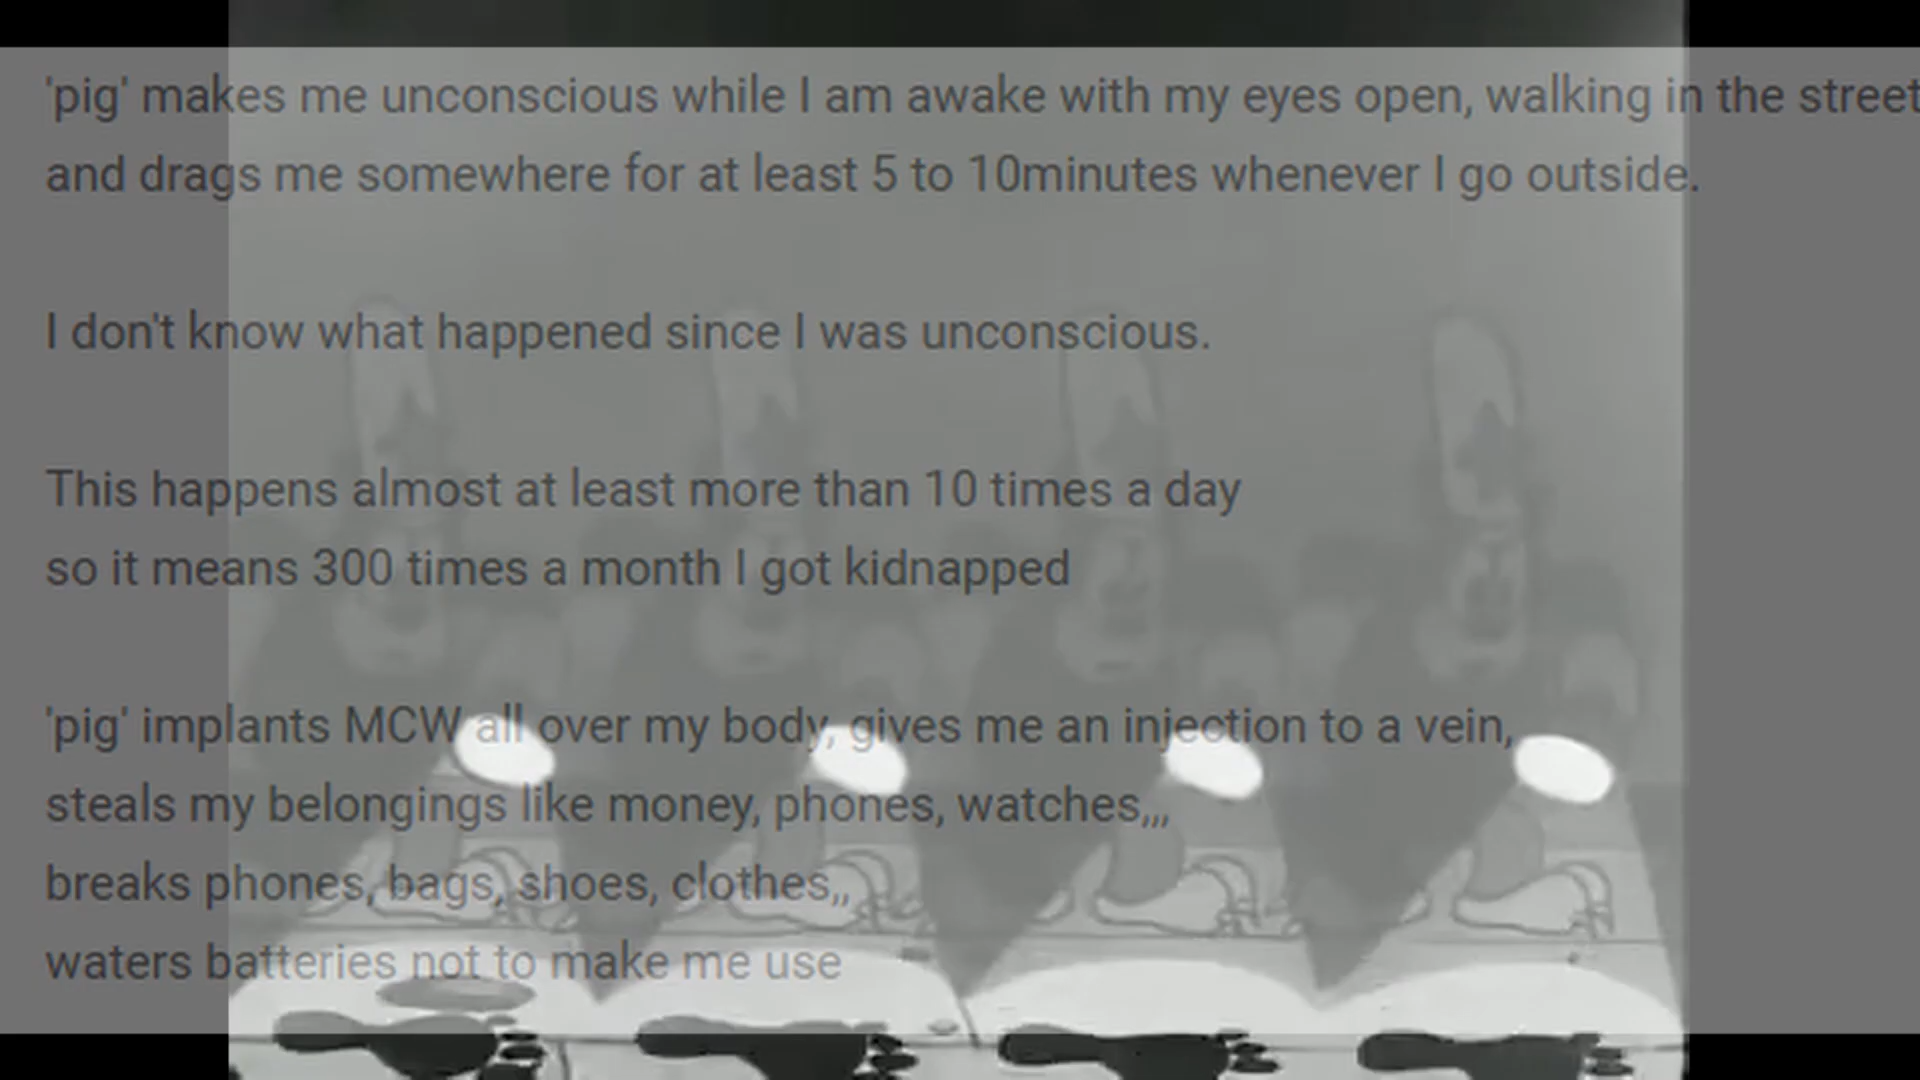 'pig' makes me unconscious while I am awake with my eyes open, walking in the street
and drags me somewhere for at least 5 to 10minutes whenever I go outside.
I don't know what happened since I was unconscious.
This happens almost at least more than 10 times a day
so it means 300 times a month I got kidnapped
'pig' implants MCW all over my body, gives me an injection to a vein,
steals my belongings like money, phones, watches,,,
breaks phones, bags, shoes, clothes,,
waters batteries not to make me use